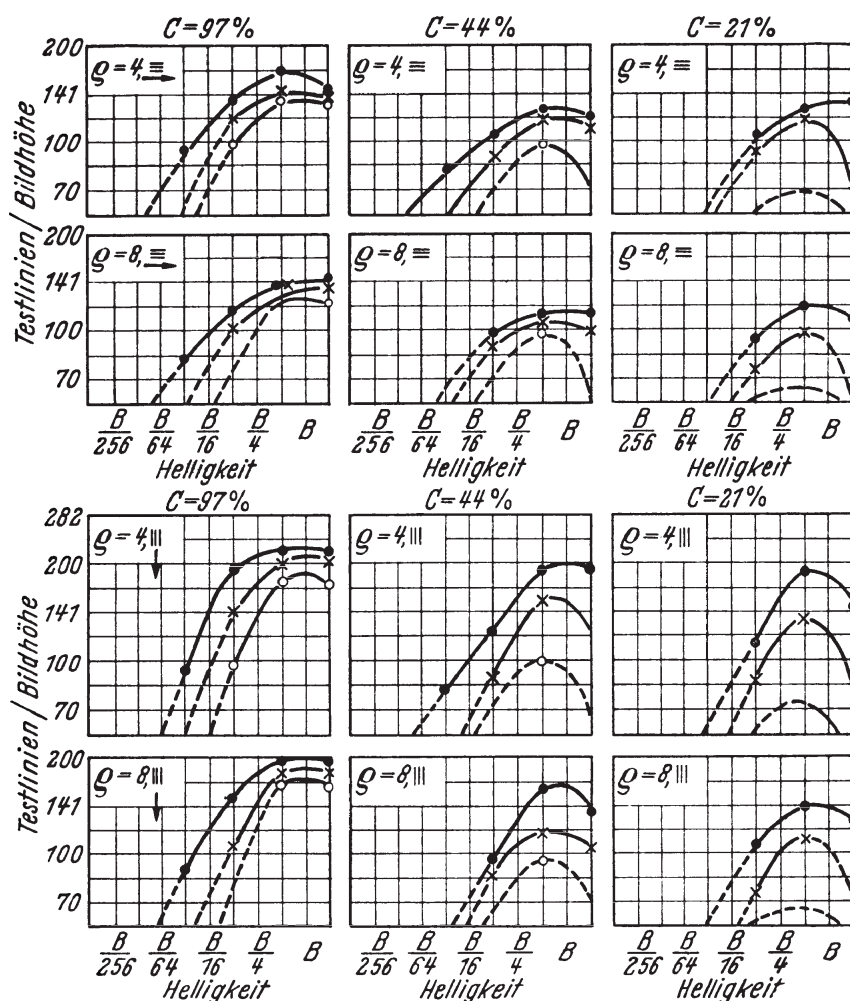 C=97% C=44% C=21%
200
ϱ=4,≡ ϱ=4,≡ ϱ=4,≡
141
100
70
200
ϱ=8,≡ ϱ=8,≡ ϱ=8,≡
141
100
70
Testlinien/Bildhöhe
B/256 B/64 B/16 B/4 B B/256 B/64 B/16 B/4 B B/256 B/64 B/16 B/4 B
Helligkeit Helligkeit Helligkeit
C=97% C=44% C=21%
282
ϱ=4,||| ϱ=4,||| ϱ=4,|||
200
141
100
70
200
ϱ=8,||| ϱ=8,||| ϱ=8,|||
141
100
70
Testlinien/Bildhöhe
B/256 B/64 B/16 B/4 B B/256 B/64 B/16 B/4 B B/256 B/64 B/16 B/4 B
Helligkeit Helligkeit Helligkeit